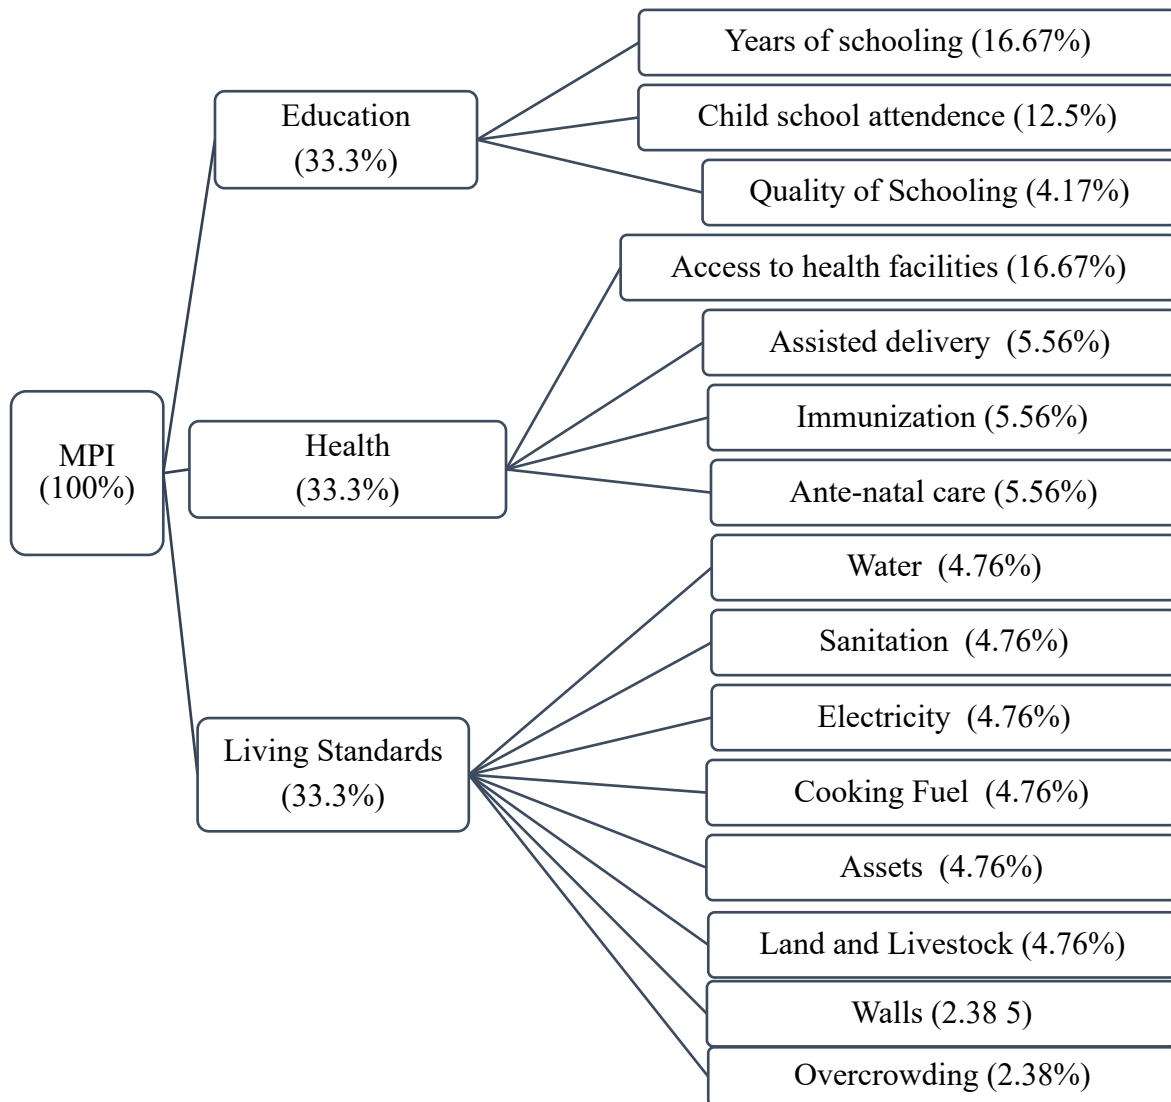 MPI
(100%)
Education
(33.3%)
Years of schooling (16.67%)
Child school attendence (12.5%)
Quality of Schooling (4.17%)
Health
(33.3%)
Access to health facilities (16.67%)
Assisted delivery  (5.56%)
Immunization (5.56%)
Ante-natal care (5.56%)
Living Standards
(33.3%)
Water  (4.76%)
Sanitation  (4.76%)
Electricity  (4.76%)
Cooking Fuel  (4.76%)
Assets  (4.76%)
Land and Livestock (4.76%)
Walls (2.38 5)
Overcrowding (2.38%)